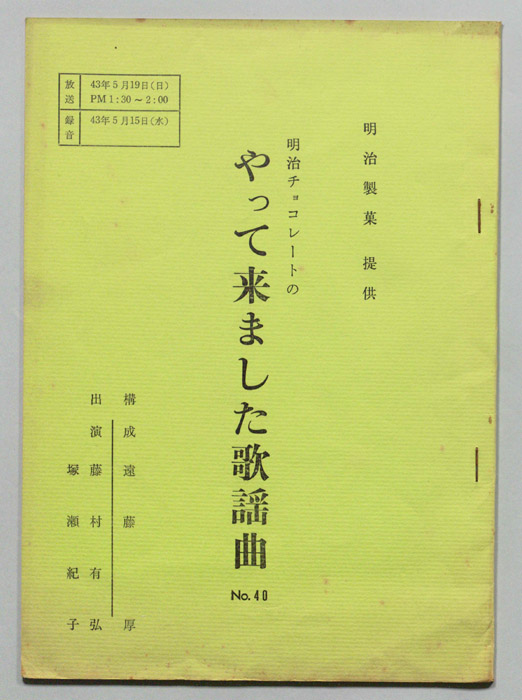 放送 43年5月19日(日)
PM 1:30～2:00
録音 43年5月15日(水)
明治製菓 提供
明治チョコレートの
やって来ました歌謡曲
No.40
構成 遠藤厚
出演 藤村有弘
塚瀬紀子